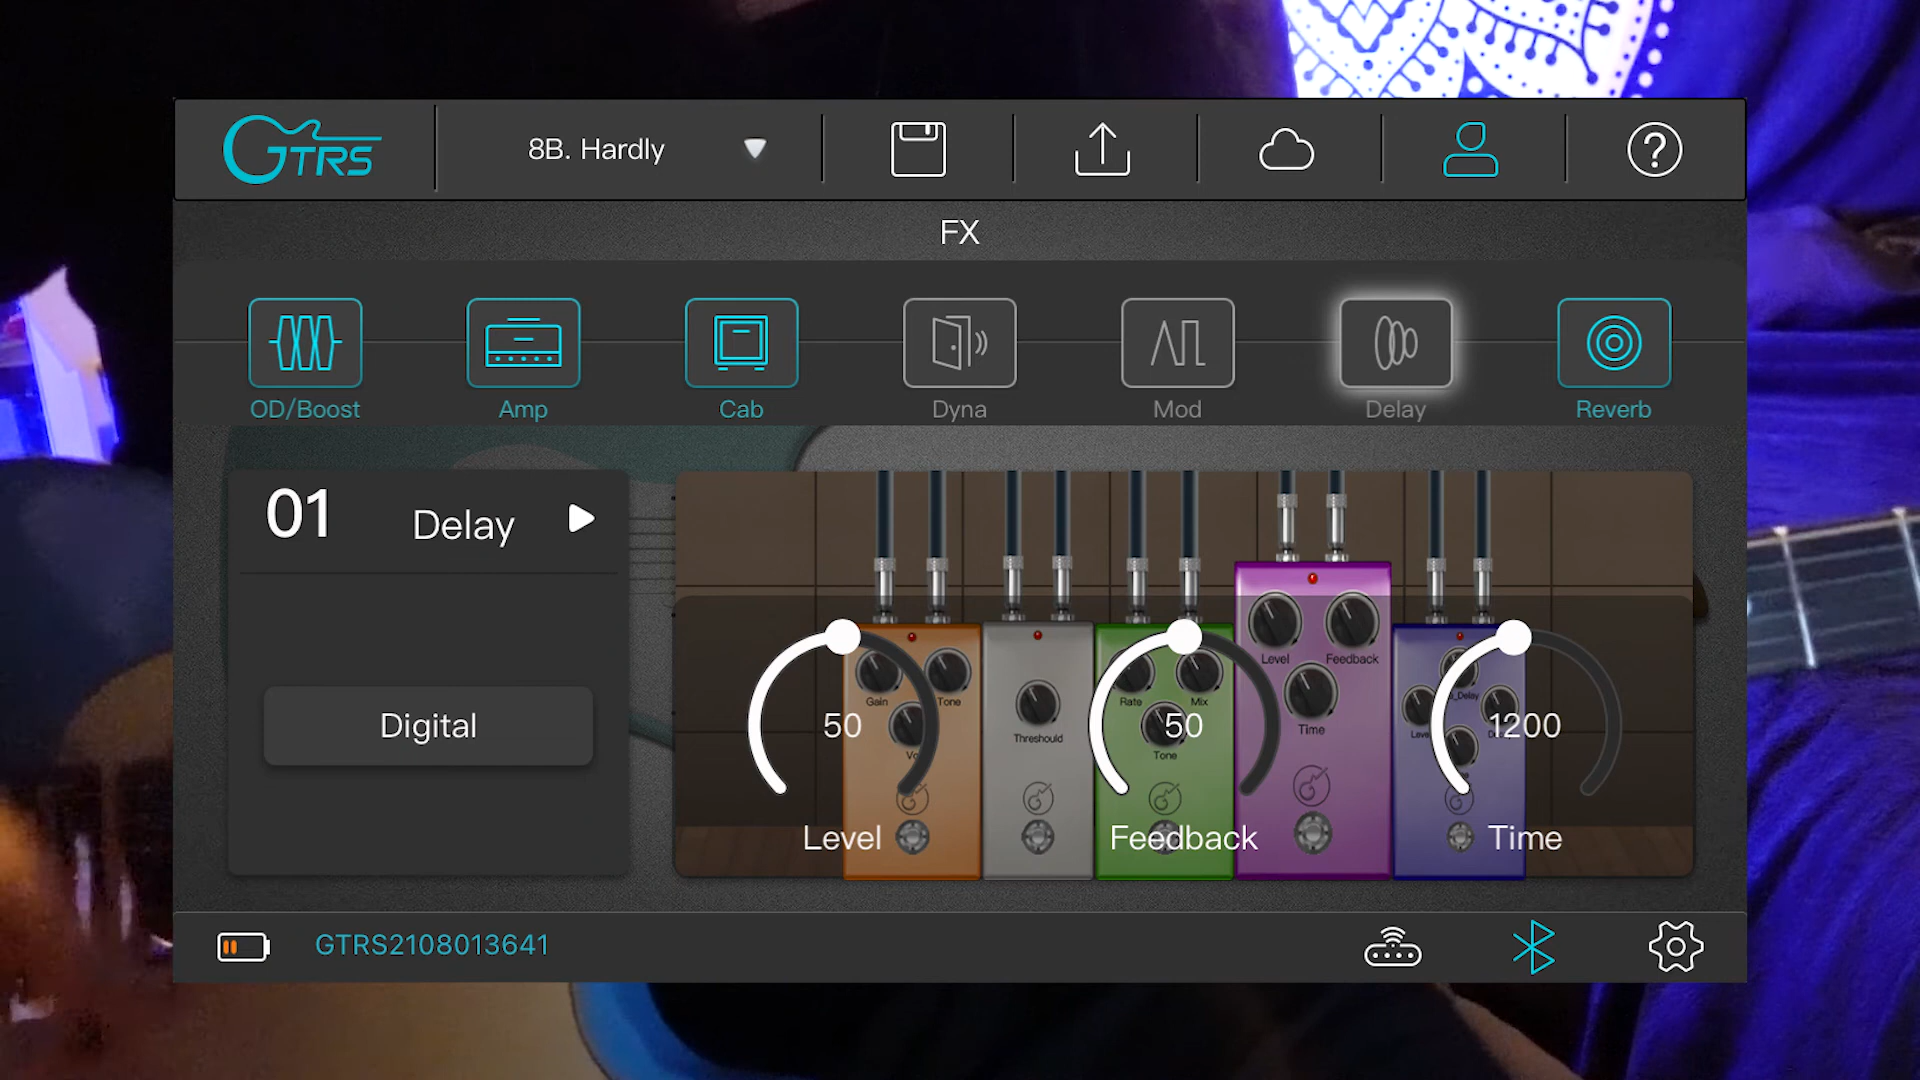 GTRS
8B. Hardly
?
FX
OD/Boost
Amp
Cab
Dyna
Mod
Delay
Reverb
01
Delay
Digital
50
Level
50
Feedback
1200
Time
Gain
Tone
Threshould
Rate
Mix
Tone
Level
Feedback
Time
GTRS2108013641